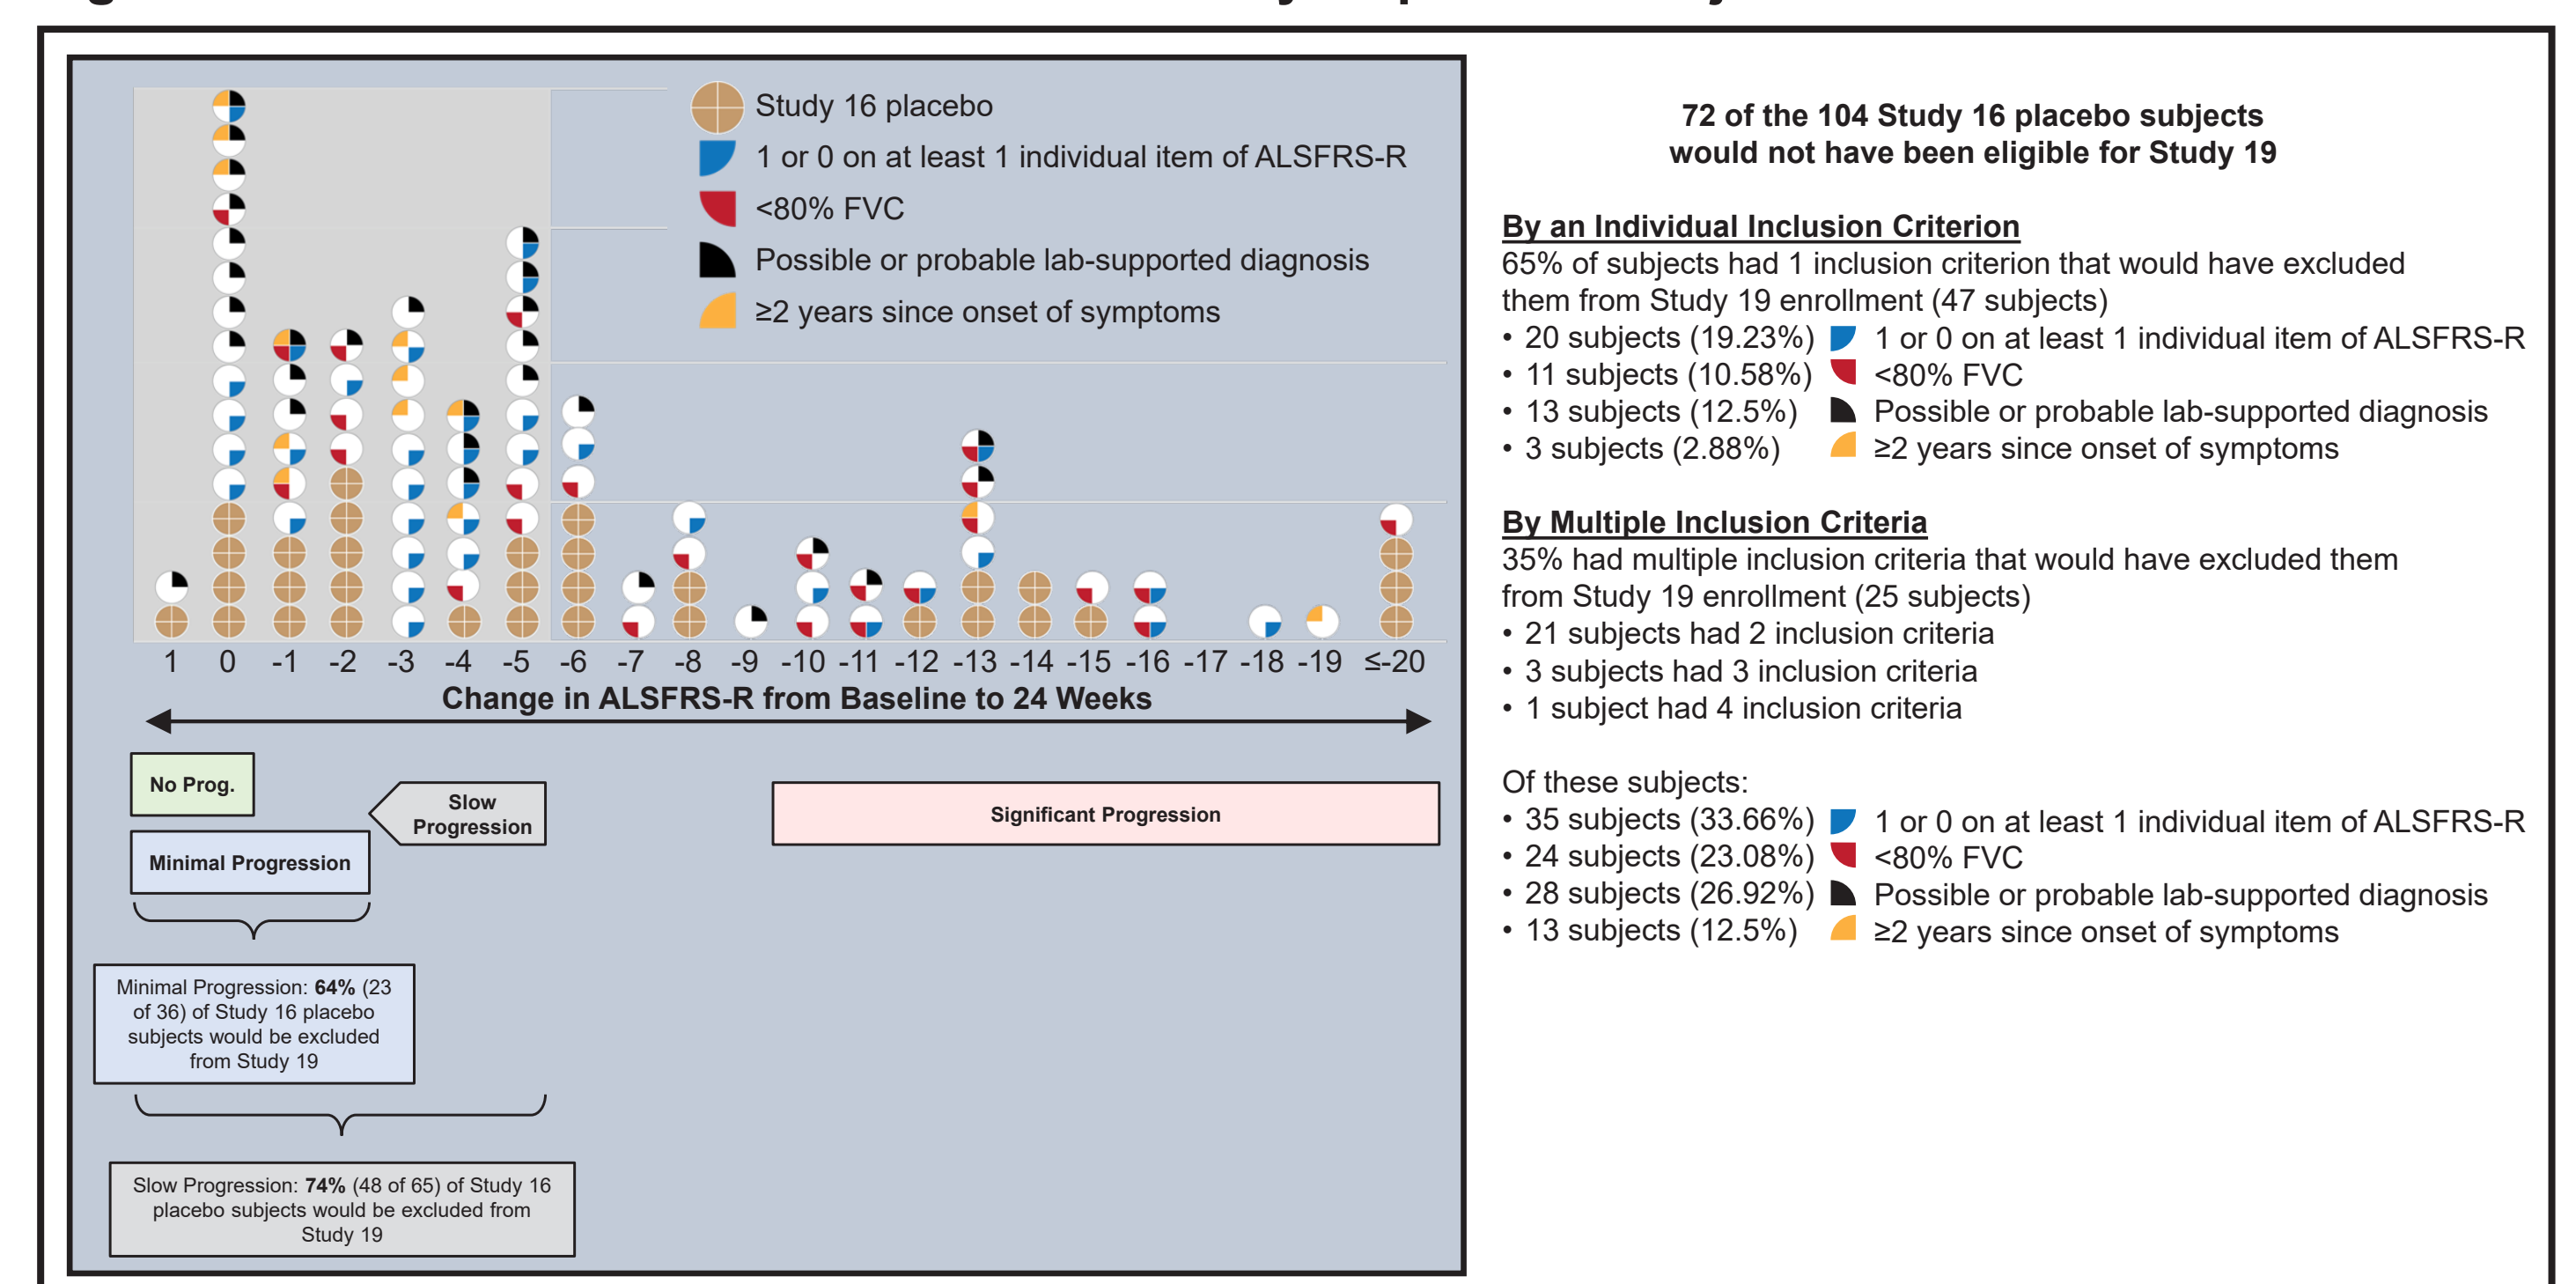 Study 16 placebo
1 or 0 on at least 1 individual item of ALSFRS-R
<80% FVC
Possible or probable lab-supported diagnosis
≥2 years since onset of symptoms
1 0 -1 -2 -3 -4 -5 -6 -7 -8 -9 -10 -11 -12 -13 -14 -15 -16 -17 -18 -19 ≤-20
Change in ALSFRS-R from Baseline to 24 Weeks
No Prog.
Minimal Progression
Slow
Progression
Significant Progression
Minimal Progression: 64% (23
of 36) of Study 16 placebo
subjects would be excluded
from Study 19
Slow Progression: 74% (48 of 65) of Study 16
placebo subjects would be excluded from
Study 19
72 of the 104 Study 16 placebo subjects
would not have been eligible for Study 19
By an Individual Inclusion Criterion
65% of subjects had 1 inclusion criterion that would have excluded
them from Study 19 enrollment (47 subjects)
• 20 subjects (19.23%) 1 or 0 on at least 1 individual item of ALSFRS-R
• 11 subjects (10.58%) <80% FVC
• 13 subjects (12.5%) Possible or probable lab-supported diagnosis
• 3 subjects (2.88%) ≥2 years since onset of symptoms
By Multiple Inclusion Criteria
35% had multiple inclusion criteria that would have excluded them
from Study 19 enrollment (25 subjects)
• 21 subjects had 2 inclusion criteria
• 3 subjects had 3 inclusion criteria
• 1 subject had 4 inclusion criteria
Of these subjects:
• 35 subjects (33.66%) 1 or 0 on at least 1 individual item of ALSFRS-R
• 24 subjects (23.08%) <80% FVC
• 28 subjects (26.92%) Possible or probable lab-supported diagnosis
• 13 subjects (12.5%) ≥2 years since onset of symptoms